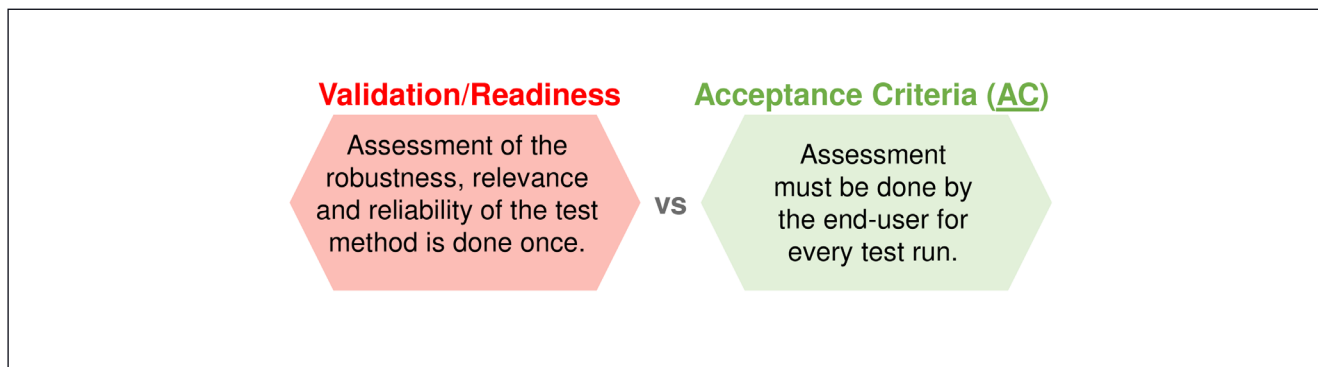 Validation/Readiness
Assessment of the
robustness, relevance
and reliability of the test
method is done once.
vs
Acceptance Criteria (AC)
Assessment
must be done by
the end-user for
every test run.